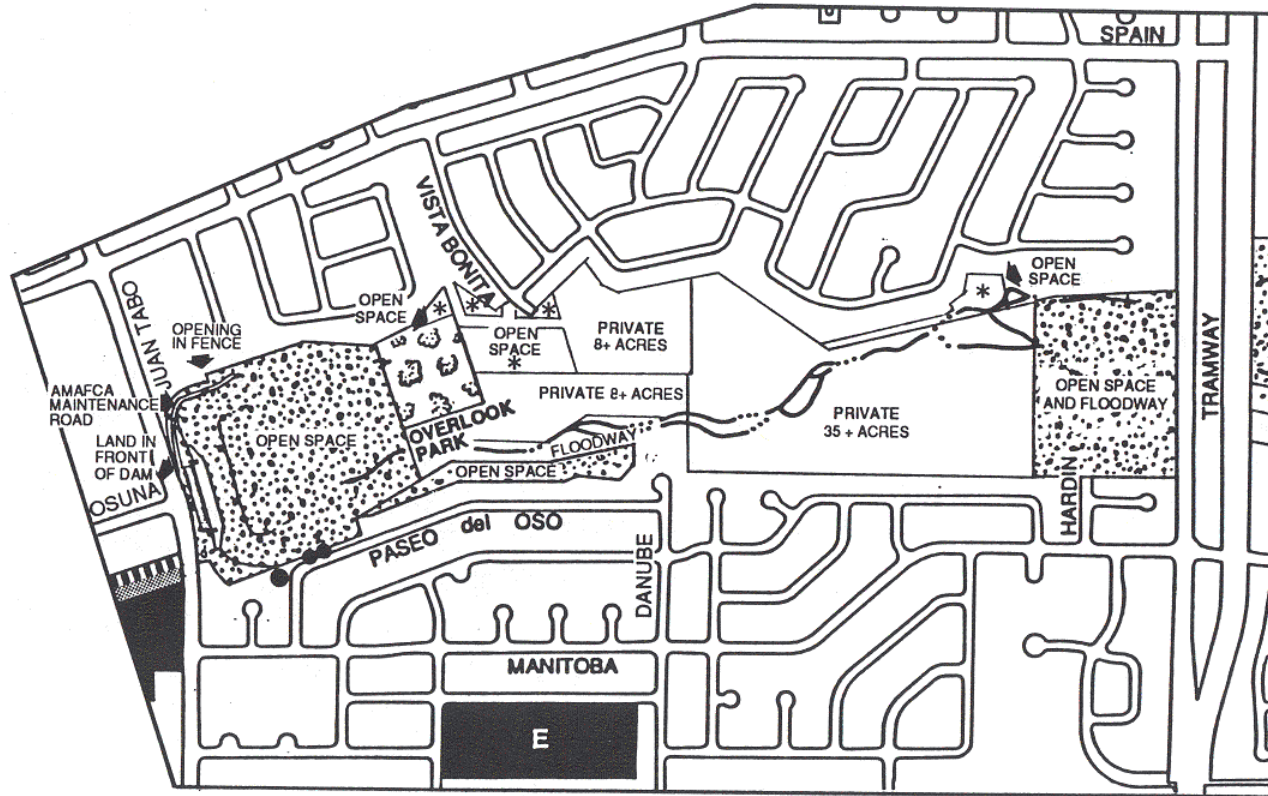 SPAIN
VISTA BONITA
OPEN
SPACE
OPEN
SPACE
JUAN TABO
OPENING
IN FENCE
OPEN
SPACE
*
*
*
*
*
PRIVATE
8+ ACRES
TRAMWAY
AMAFCA
MAINTENANCE
ROAD
PRIVATE 8+ ACRES
OPEN SPACE
AND FLOODWAY
OVERLOOK
PARK
PRIVATE
35 + ACRES
OPEN SPACE
LAND IN
FRONT
OF DAM
FLOODWAY
OPEN SPACE
OSUNA
HARDIN
PASEO del OSO
DANUBE
MANITOBA
E